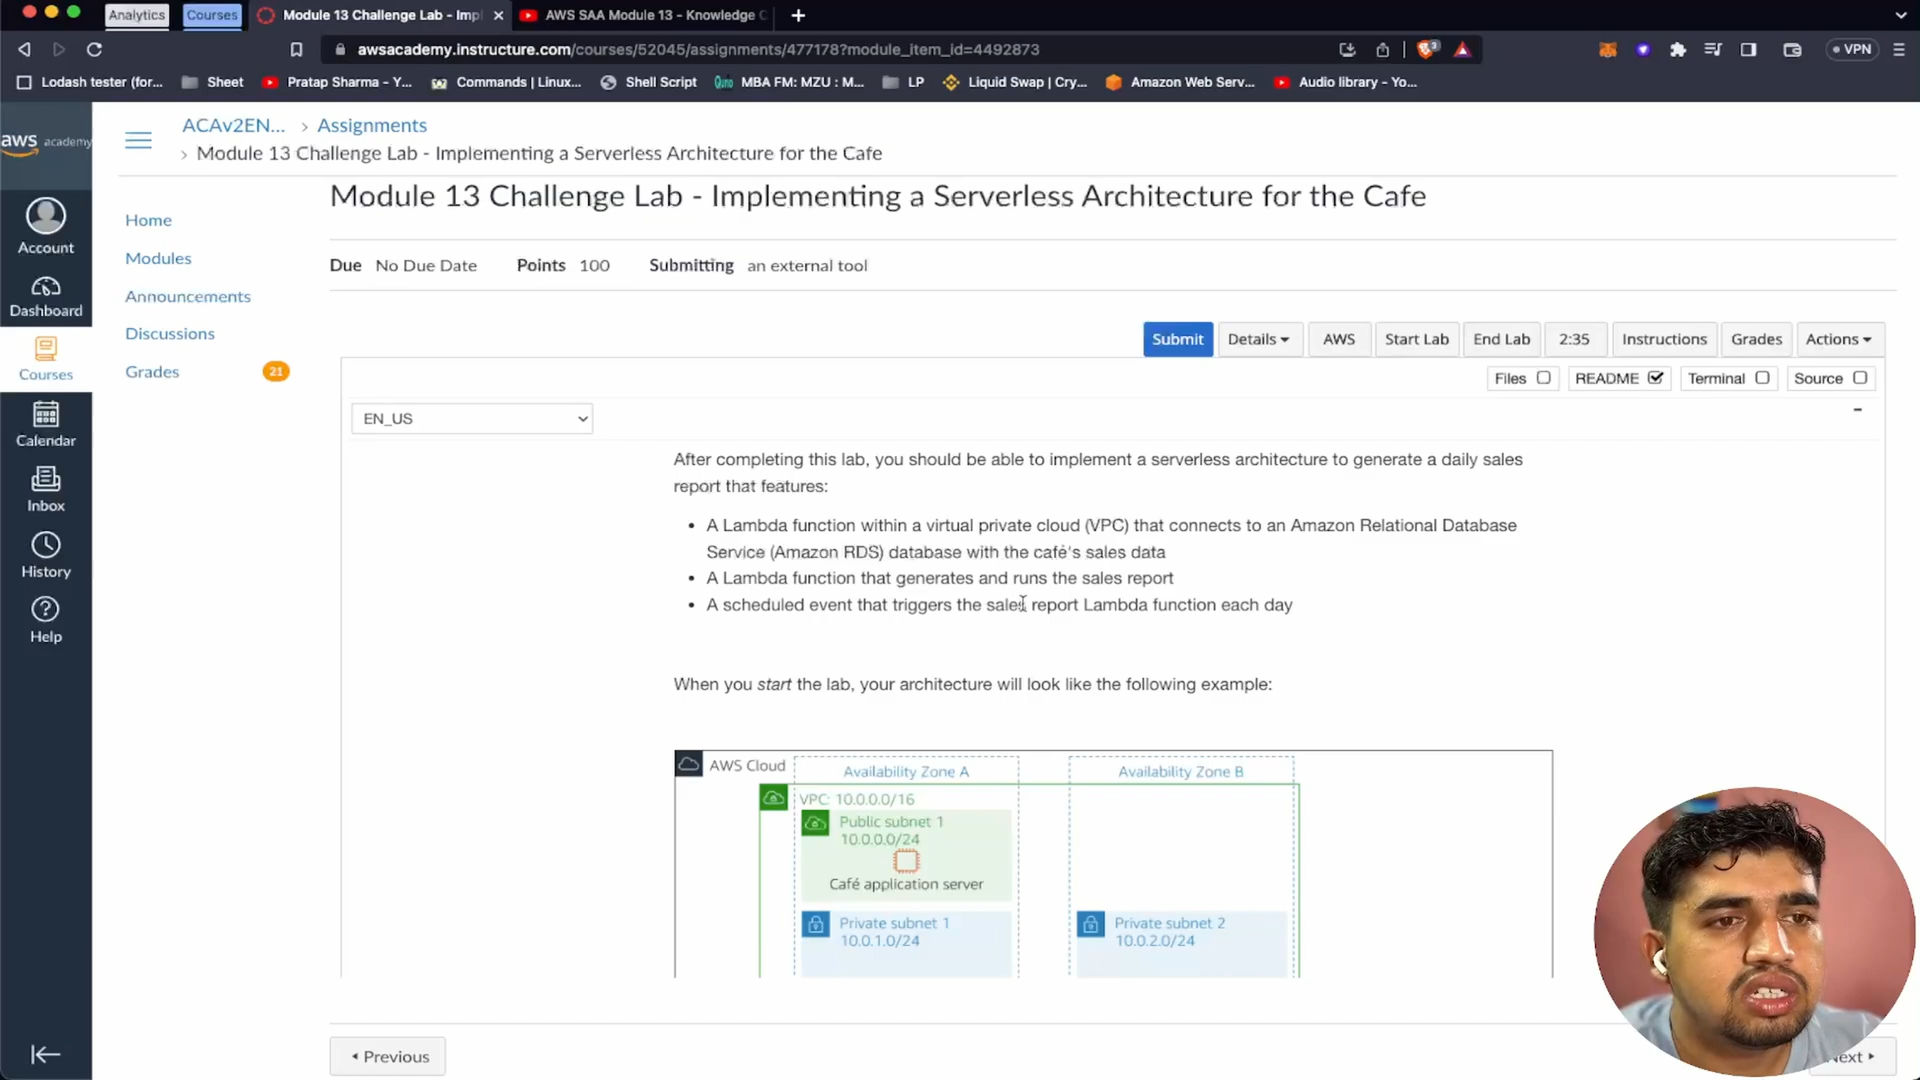 Analytics
Courses
Module 13 Challenge Lab - Imp
AWS SAA Module 13 - Knowledge C
awsacademy.instructure.com/courses/52045/assignments/477178?module_item_id=4492873
VPN
Lodash tester (for...
Sheet
Pratap Sharma - Y...
Commands | Linux...
Shell Script
MBA FM: MZU : M...
LP
Liquid Swap | Cry...
Amazon Web Serv...
Audio library - Yo...
aws academy
Account
Dashboard
Courses
Calendar
Inbox
History
Help
ACAv2EN... > Assignments
> Module 13 Challenge Lab - Implementing a Serverless Architecture for the Cafe
Home
Modules
Announcements
Discussions
Grades 21
Module 13 Challenge Lab - Implementing a Serverless Architecture for the Cafe
Due No Due Date Points 100 Submitting an external tool
Submit Details AWS Start Lab End Lab 2:35 Instructions Grades Actions
Files README Terminal Source
EN_US
After completing this lab, you should be able to implement a serverless architecture to generate a daily sales
report that features:
• A Lambda function within a virtual private cloud (VPC) that connects to an Amazon Relational Database
Service (Amazon RDS) database with the café's sales data
• A Lambda function that generates and runs the sales report
• A scheduled event that triggers the sales report Lambda function each day
When you start the lab, your architecture will look like the following example:
AWS Cloud
Availability Zone A
Availability Zone B
VPC: 10.0.0.0/16
Public subnet 1
10.0.0.0/24
Café application server
Private subnet 1
10.0.1.0/24
Private subnet 2
10.0.2.0/24
Previous
Next